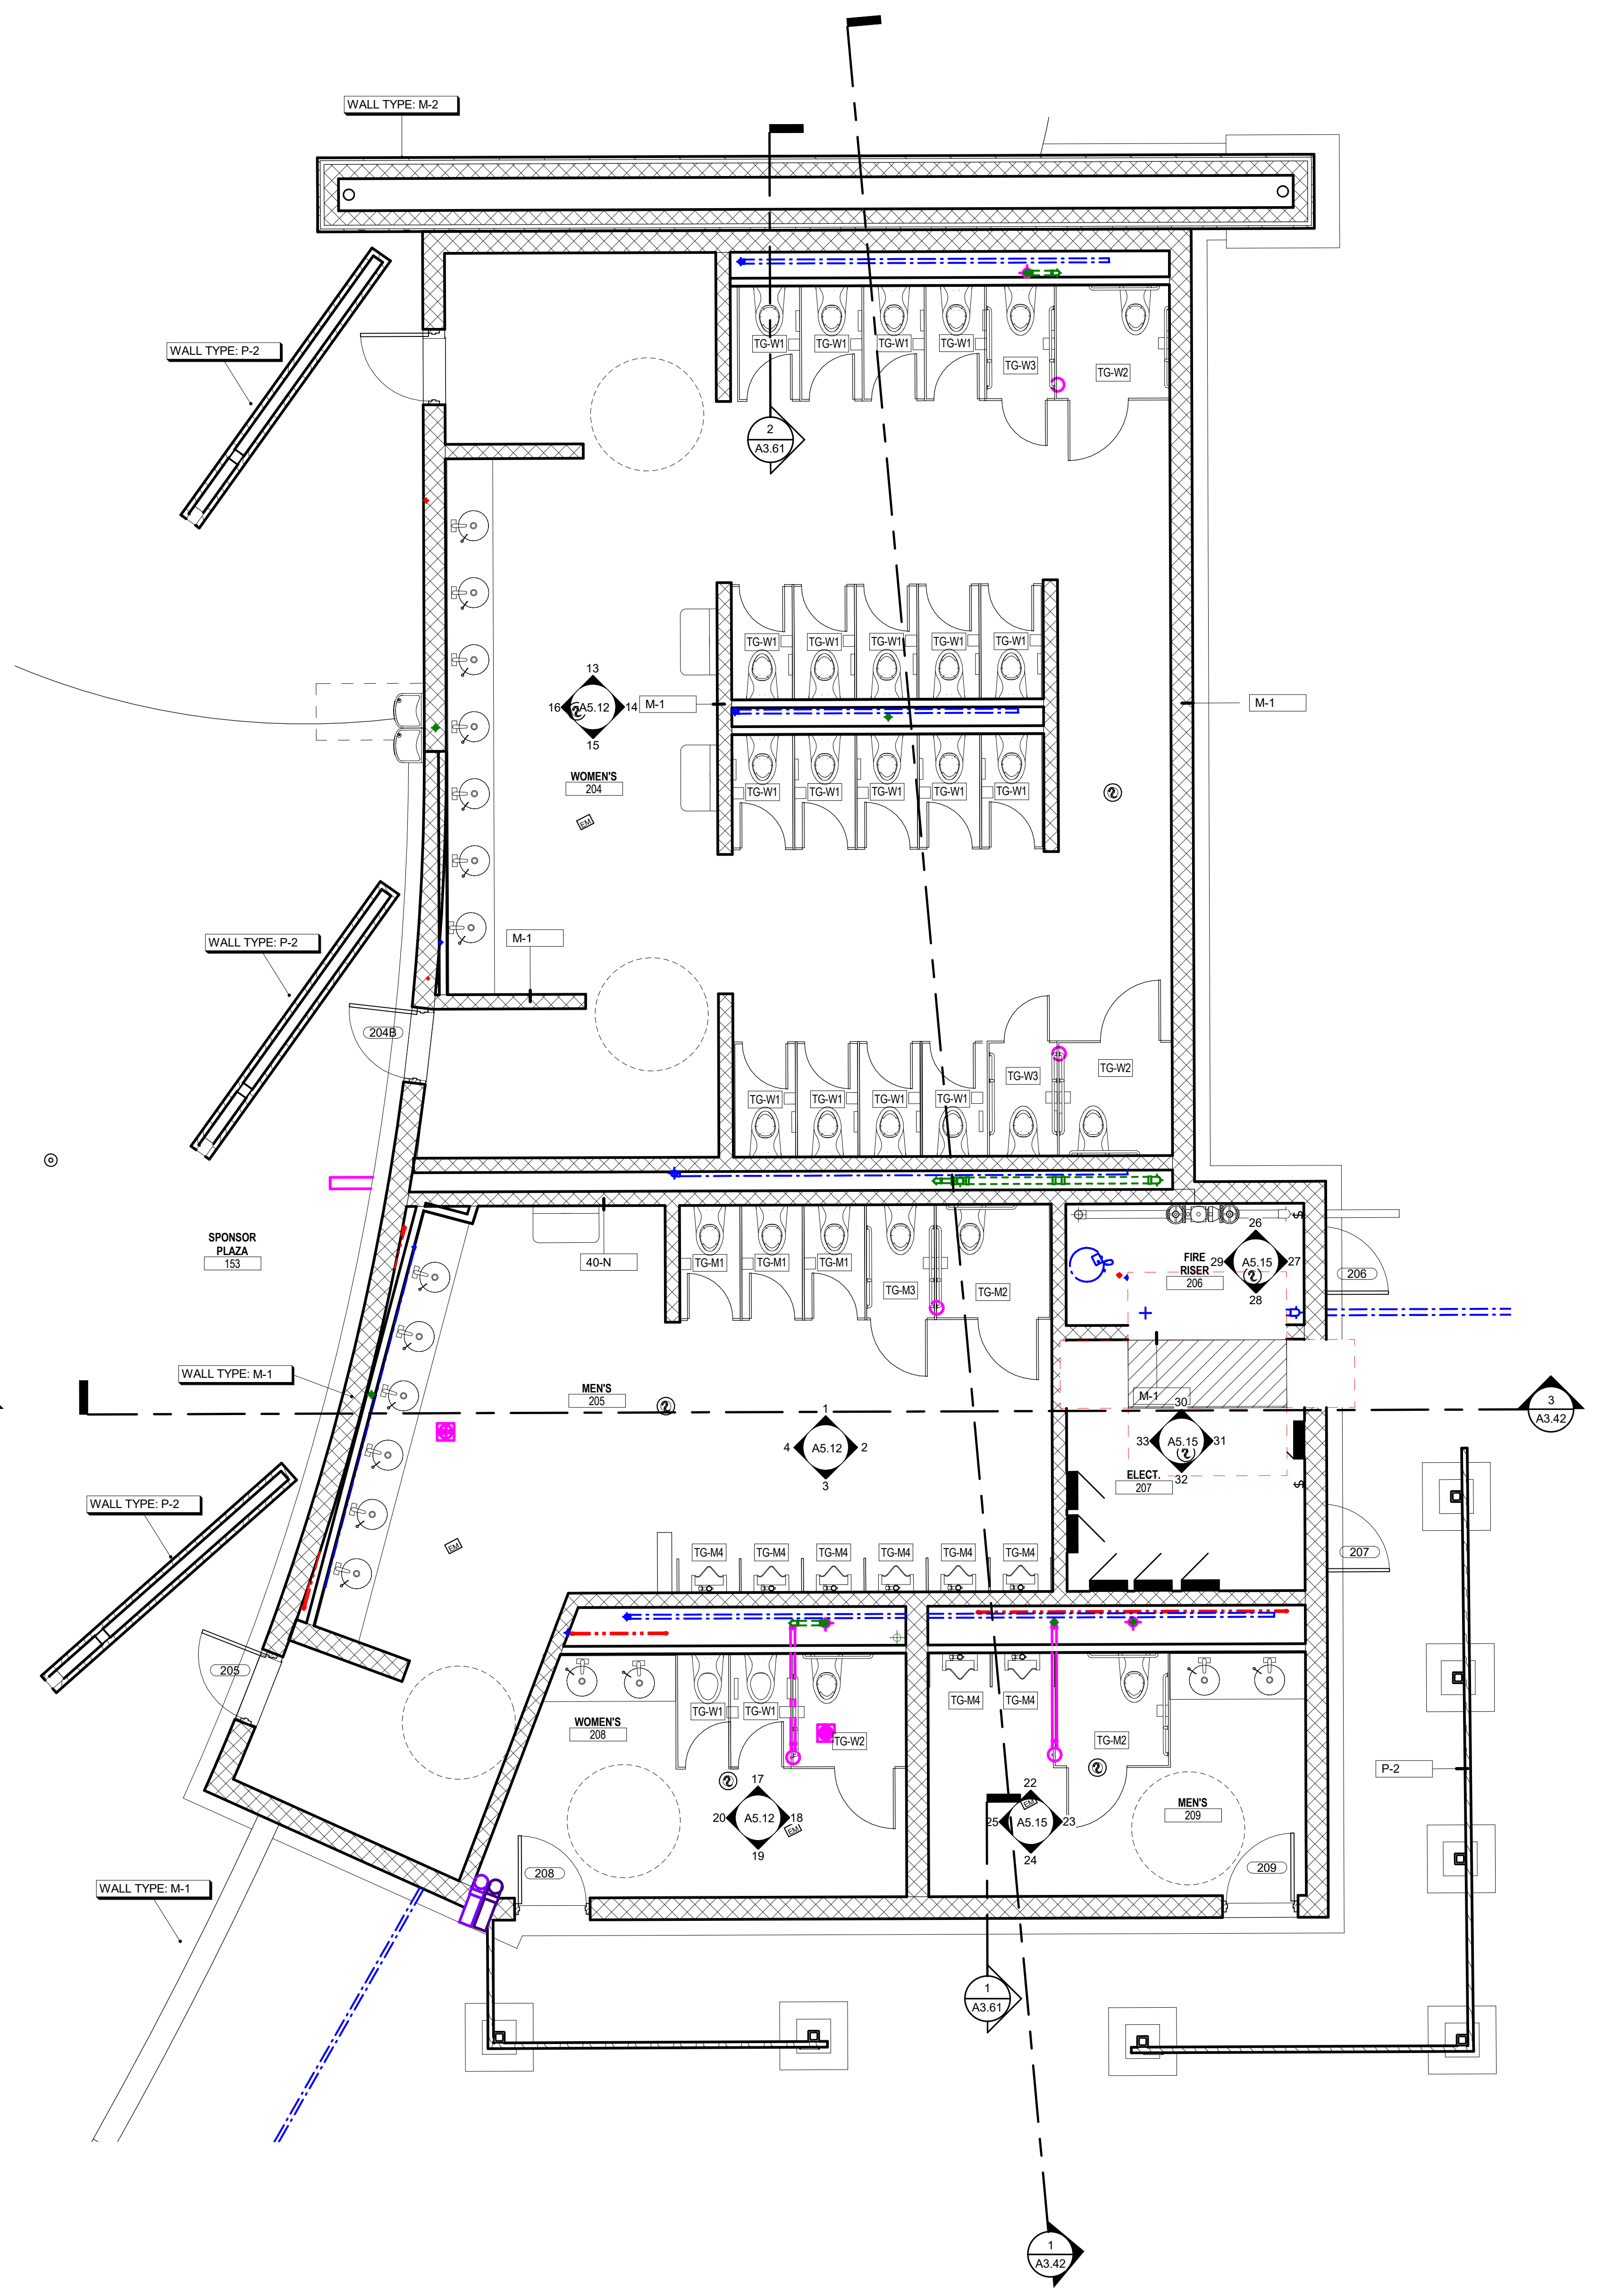 WALL TYPE: M-2
WALL TYPE: P-2
TG-W1
TG-W1
TG-W1
TG-W1
TG-W3
TG-W2
2
A3.61
TG-W1
TG-W1
TG-W1
TG-W1
TG-W1
13
16
A5.12
14
15
M-1
M-1
WOMEN'S
204
TG-W1
TG-W1
TG-W1
TG-W1
TG-W1
EM
M-1
WALL TYPE: P-2
204B
TG-W3
TG-W2
TG-W1
TG-W1
TG-W1
TG-W1
SPONSOR
PLAZA
153
40-N
TG-M1
TG-M1
TG-M1
TG-M3
TG-M2
FIRE
RISER
206
26
29
A5.15
27
28
206
WALL TYPE: M-1
MEN'S
205
M-1
1
4
A5.12
2
3
30
33
A5.15
31
32
3
A3.42
ELECT.
207
WALL TYPE: P-2
EM
TG-M4
TG-M4
TG-M4
TG-M4
TG-M4
TG-M4
207
205
TG-W1
TG-W1
TG-W2
TG-M4
TG-M4
TG-M2
WOMEN'S
208
P-2
17
20
A5.12
18
19
EM
22
EM
25
A5.15
23
24
MEN'S
209
208
209
WALL TYPE: M-1
1
A3.61
1
A3.42